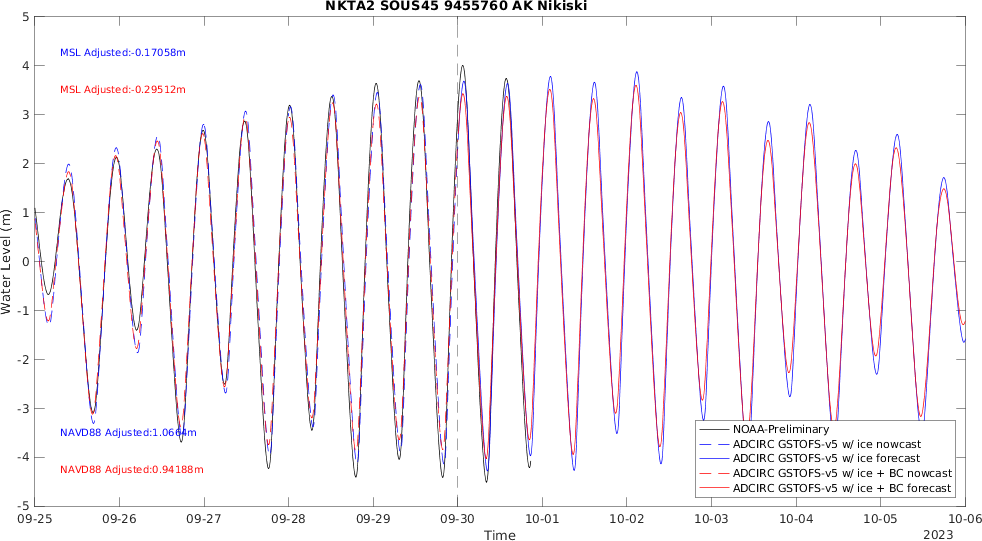 NKTA2 SOUS45 9455760 AK Nikiski
5
4
3
2
1
0
-1
-2
-3
-4
-5
Water Level (m)
MSL Adjusted:-0.17058m
MSL Adjusted:-0.29512m
NAVD88 Adjusted:1.0664m
NAVD88 Adjusted:0.94188m
NOAA-Preliminary
ADCIRC GSTOFS-v5 w/ ice nowcast
ADCIRC GSTOFS-v5 w/ ice forecast
ADCIRC GSTOFS-v5 w/ ice + BC nowcast
ADCIRC GSTOFS-v5 w/ ice + BC forecast
09-25 09-26 09-27 09-28 09-29 09-30 10-01 10-02 10-03 10-04 10-05 10-06
Time
2023